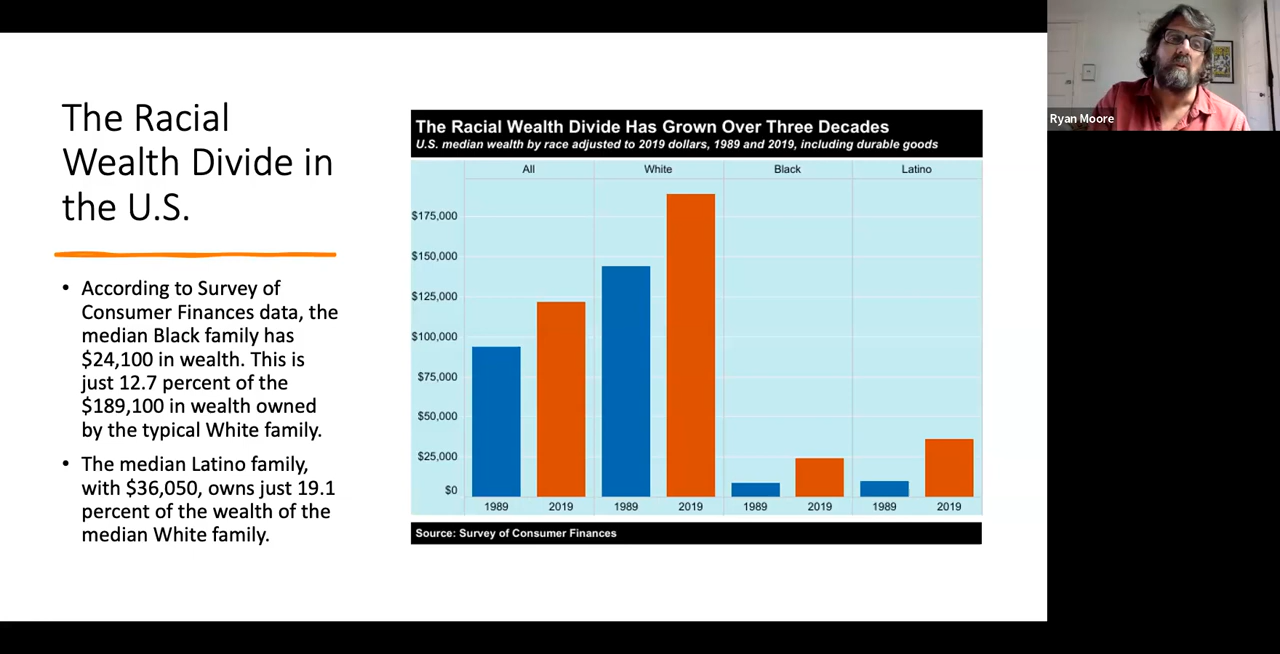 The Racial
Wealth Divide in
the U.S.
• According to Survey of
Consumer Finances data, the
median Black family has
$24,100 in wealth. This is
just 12.7 percent of the
$189,100 in wealth owned
by the typical White family.
• The median Latino family,
with $36,050, owns just 19.1
percent of the wealth of the
median White family.
The Racial Wealth Divide Has Grown Over Three Decades
U.S. median wealth by race adjusted to 2019 dollars, 1989 and 2019, including durable goods
All White Black Latino
$175,000
$150,000
$125,000
$100,000
$75,000
$50,000
$25,000
$0
1989 2019 1989 2019 1989 2019 1989 2019
Source: Survey of Consumer Finances
Ryan Moore